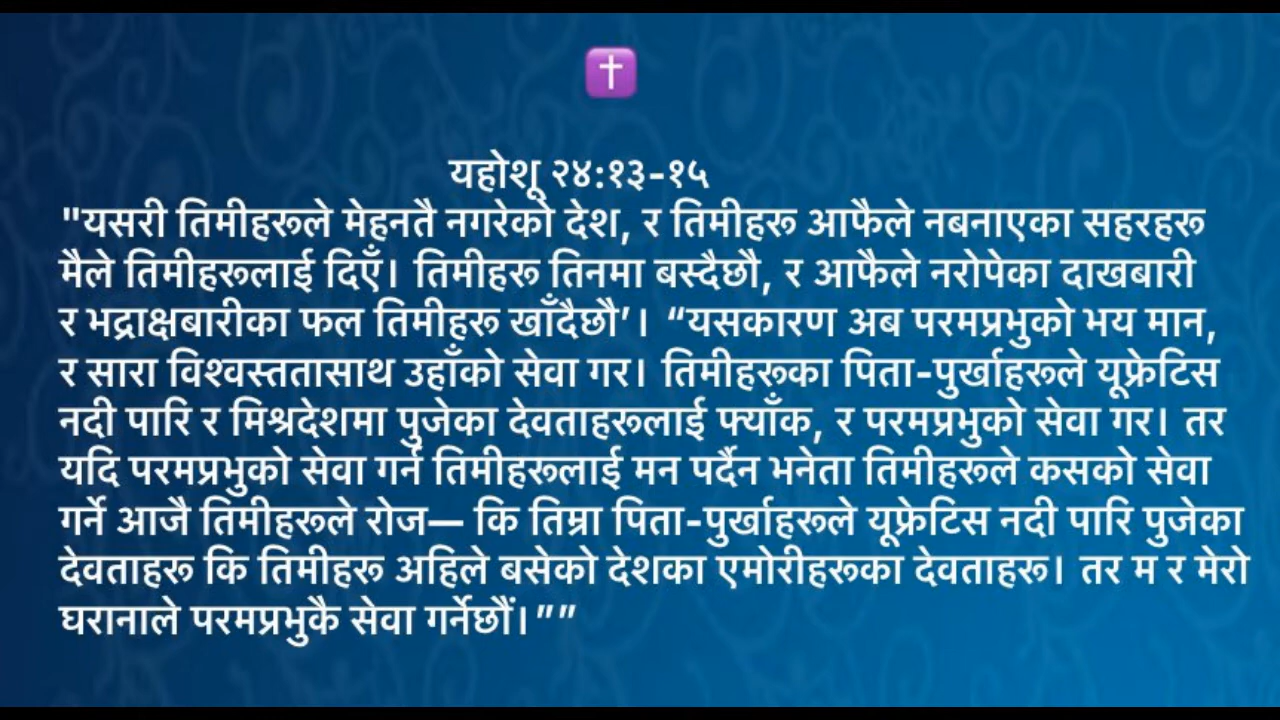 यहोशू २४:१३-१५
"यसरी तिमीहरूले मेहनतै नगरेको देश, र तिमीहरू आफैले नबनाएका सहरहरू
मैले तिमीहरूलाई दिएँ। तिमीहरू तिनमा बस्दैछौ, र आफैले नरोपेका दाखबारी
र भद्राक्षबारीका फल तिमीहरू खाँदैछौ’। “यसकारण अब परमप्रभुको भय मान,
र सारा विश्वस्ततासाथ उहाँको सेवा गर। तिमीहरूका पिता-पुर्खाहरूले यूफ्रेटिस
नदी पारि र मिश्रदेशमा पुजेका देवताहरूलाई फ्याँक, र परमप्रभुको सेवा गर। तर
यदि परमप्रभुको सेवा गर्न तिमीहरूलाई मन पर्दैन भनेता तिमीहरूले कसको सेवा
गर्ने आजै तिमीहरूले रोज— कि तिम्रा पिता-पुर्खाहरूले यूफ्रेटिस नदी पारि पुजेका
देवताहरू कि तिमीहरू अहिले बसेको देशका एमोरीहरूका देवताहरू। तर म र मेरो
घरानाले परमप्रभुकै सेवा गर्नेछौं।””